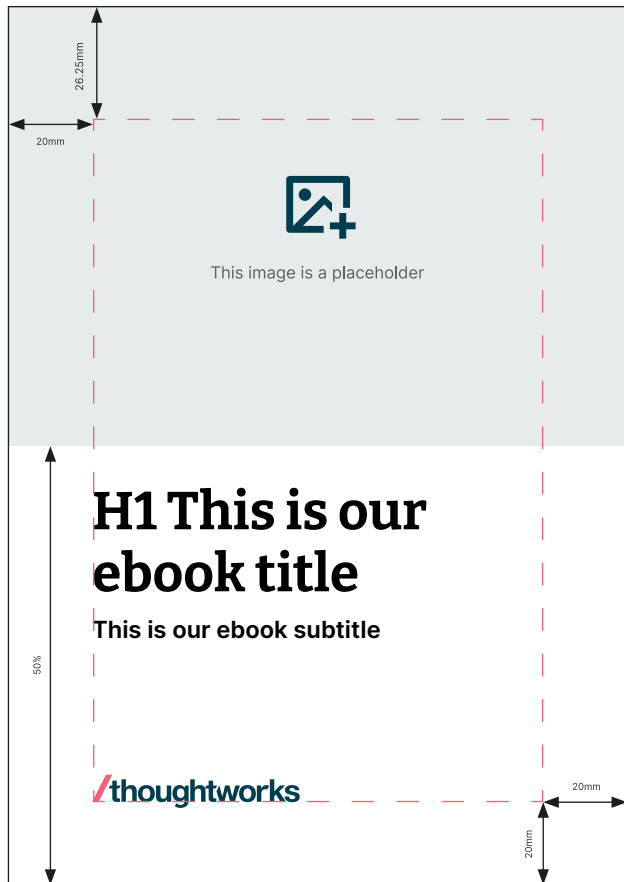 26.25mm
20mm
This image is a placeholder
H1 This is our
ebook title
This is our ebook subtitle
50%
/thoughtworks
20mm
20mm